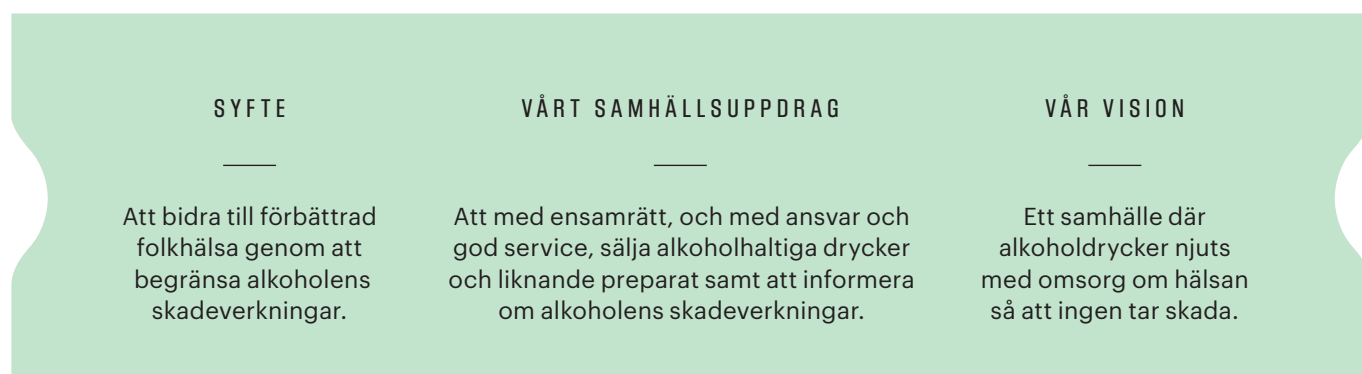 SYFTE
Att bidra till förbättrad
folkhälsa genom att
begränsa alkoholens
skadeverkningar.
VÅRT SAMHÄLLSUPPDRAG
Att med ensamrätt, och med ansvar och
god service, sälja alkoholhaltiga drycker
och liknande preparat samt att informera
om alkoholens skadeverkningar.
VÅR VISION
Ett samhälle där
alkoholdrycker njuts
med omsorg om hälsan
så att ingen tar skada.